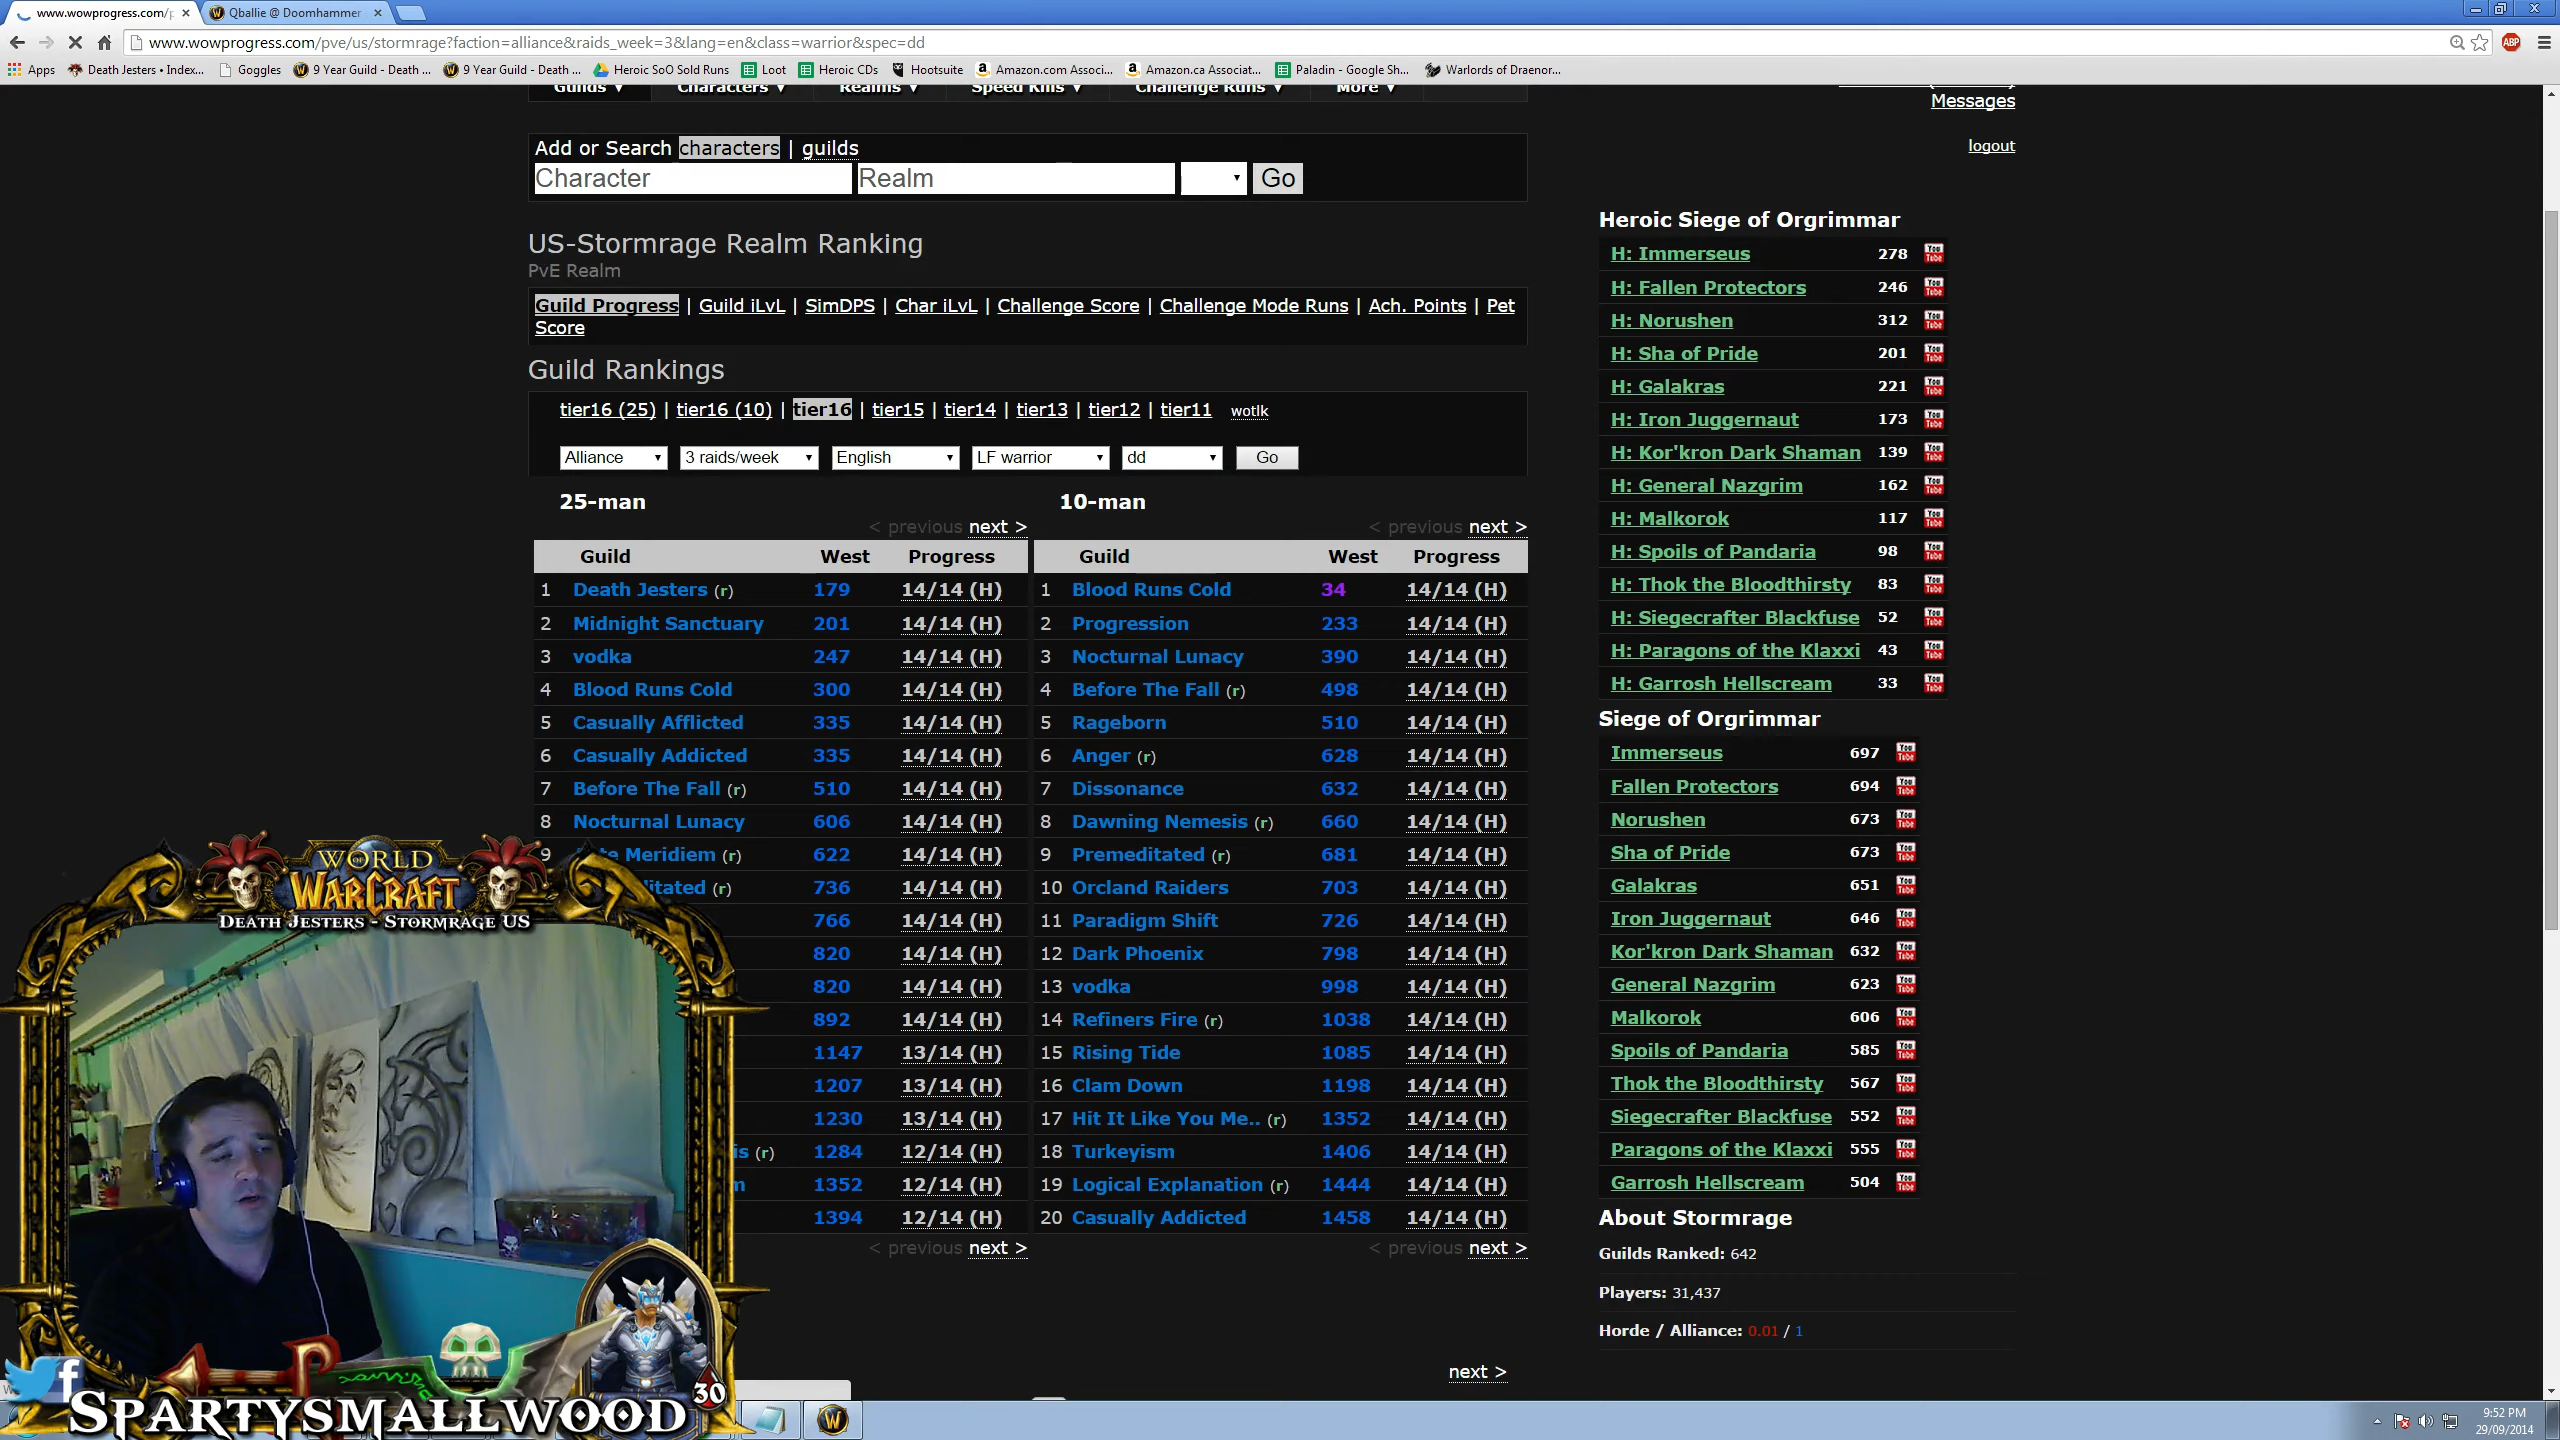 www.wowprogress.com/p
Qballie @ Doomhammer
www.wowprogress.com/pve/us/stormrage?faction=alliance&raids_week=3&lang=en&class=warrior&spec=dd
ABP
Apps Death Jesters • Index... Goggles 9 Year Guild - Death ... 9 Year Guild - Death ... Heroic SoO Sold Runs Loot Heroic CDs Hootsuite Amazon.com Associ... Amazon.ca Associat... Paladin - Google Sh... Warlords of Draenor...
Guilds ▼ Characters ▼ Realms ▼ Speed Kills ▼ Challenge Runs ▼ More ▼
Messages
logout
Add or Search characters | guilds
Character Realm Go
US-Stormrage Realm Ranking
PvE Realm
Guild Progress | Guild iLvL | SimDPS | Char iLvL | Challenge Score | Challenge Mode Runs | Ach. Points | Pet
Score
Guild Rankings
tier16 (25) | tier16 (10) | tier16 | tier15 | tier14 | tier13 | tier12 | tier11 wotlk
Alliance 3 raids/week English LF warrior dd Go
25-man
< previous next >
Guild West Progress
1 Death Jesters (r) 179 14/14 (H)
2 Midnight Sanctuary 201 14/14 (H)
3 vodka 247 14/14 (H)
4 Blood Runs Cold 300 14/14 (H)
5 Casually Afflicted 335 14/14 (H)
6 Casually Addicted 335 14/14 (H)
7 Before The Fall (r) 510 14/14 (H)
8 Nocturnal Lunacy 606 14/14 (H)
9 Meridiem (r) 622 14/14 (H)
itated (r) 736 14/14 (H)
766 14/14 (H)
820 14/14 (H)
820 14/14 (H)
892 14/14 (H)
1147 13/14 (H)
1207 13/14 (H)
1230 13/14 (H)
is (r) 1284 12/14 (H)
1352 12/14 (H)
1394 12/14 (H)
< previous next >
10-man
< previous next >
Guild West Progress
1 Blood Runs Cold 34 14/14 (H)
2 Progression 233 14/14 (H)
3 Nocturnal Lunacy 390 14/14 (H)
4 Before The Fall (r) 498 14/14 (H)
5 Rageborn 510 14/14 (H)
6 Anger (r) 628 14/14 (H)
7 Dissonance 632 14/14 (H)
8 Dawning Nemesis (r) 660 14/14 (H)
9 Premeditated (r) 681 14/14 (H)
10 Orcland Raiders 703 14/14 (H)
11 Paradigm Shift 726 14/14 (H)
12 Dark Phoenix 798 14/14 (H)
13 vodka 998 14/14 (H)
14 Refiners Fire (r) 1038 14/14 (H)
15 Rising Tide 1085 14/14 (H)
16 Clam Down 1198 14/14 (H)
17 Hit It Like You Me.. (r) 1352 14/14 (H)
18 Turkeyism 1406 14/14 (H)
19 Logical Explanation (r) 1444 14/14 (H)
20 Casually Addicted 1458 14/14 (H)
< previous next >
next >
Heroic Siege of Orgrimmar
H: Immerseus 278
H: Fallen Protectors 246
H: Norushen 312
H: Sha of Pride 201
H: Galakras 221
H: Iron Juggernaut 173
H: Kor'kron Dark Shaman 139
H: General Nazgrim 162
H: Malkorok 117
H: Spoils of Pandaria 98
H: Thok the Bloodthirsty 83
H: Siegecrafter Blackfuse 52
H: Paragons of the Klaxxi 43
H: Garrosh Hellscream 33
Siege of Orgrimmar
Immerseus 697
Fallen Protectors 694
Norushen 673
Sha of Pride 673
Galakras 651
Iron Juggernaut 646
Kor'kron Dark Shaman 632
General Nazgrim 623
Malkorok 606
Spoils of Pandaria 585
Thok the Bloodthirsty 567
Siegecrafter Blackfuse 552
Paragons of the Klaxxi 555
Garrosh Hellscream 504
About Stormrage
Guilds Ranked: 642
Players: 31,437
Horde / Alliance: 0.01 / 1
WORLD OF WARCRAFT
DEATH JESTERS - STORMRAGE US
30
SPARTYSMALLWOOD
9:52 PM
29/09/2014